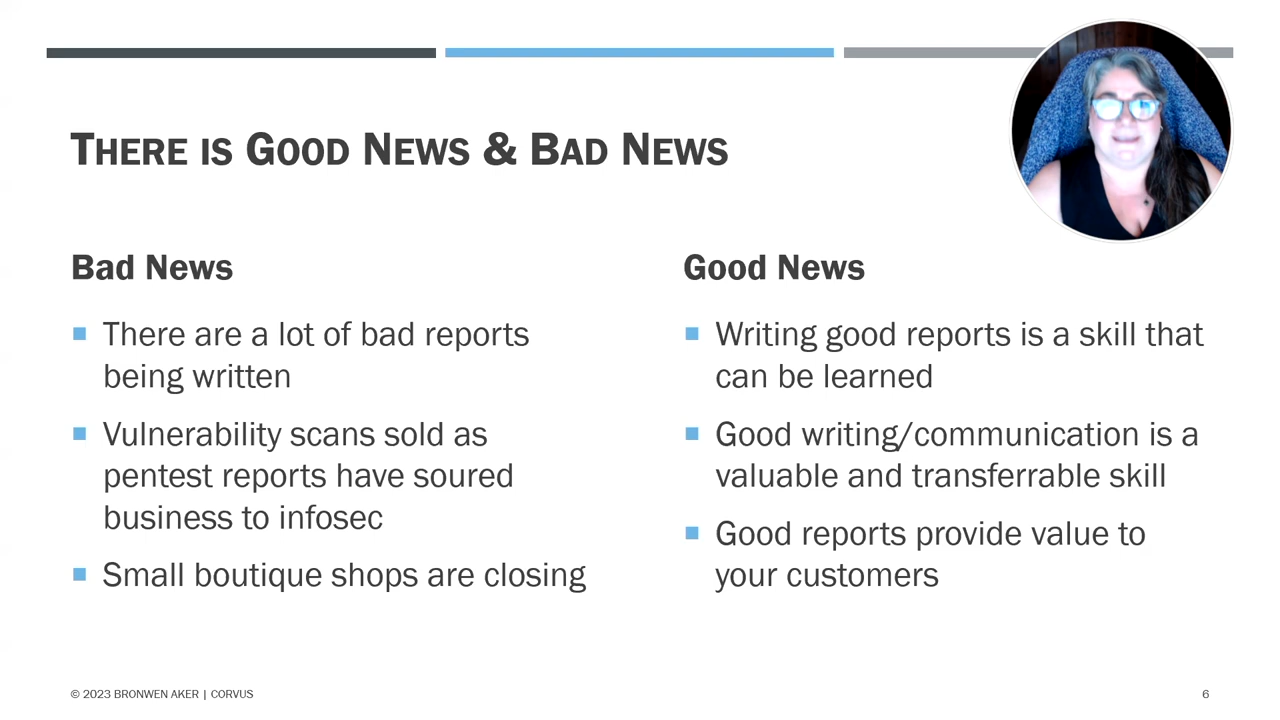 There is Good News & Bad News
Bad News
There are a lot of bad reports
being written
Vulnerability scans sold as
pentest reports have soured
business to infosec
Small boutique shops are closing
Good News
Writing good reports is a skill that
can be learned
Good writing/communication is a
valuable and transferrable skill
Good reports provide value to
your customers
© 2023 BRONWEN AKER | CORVUS
6